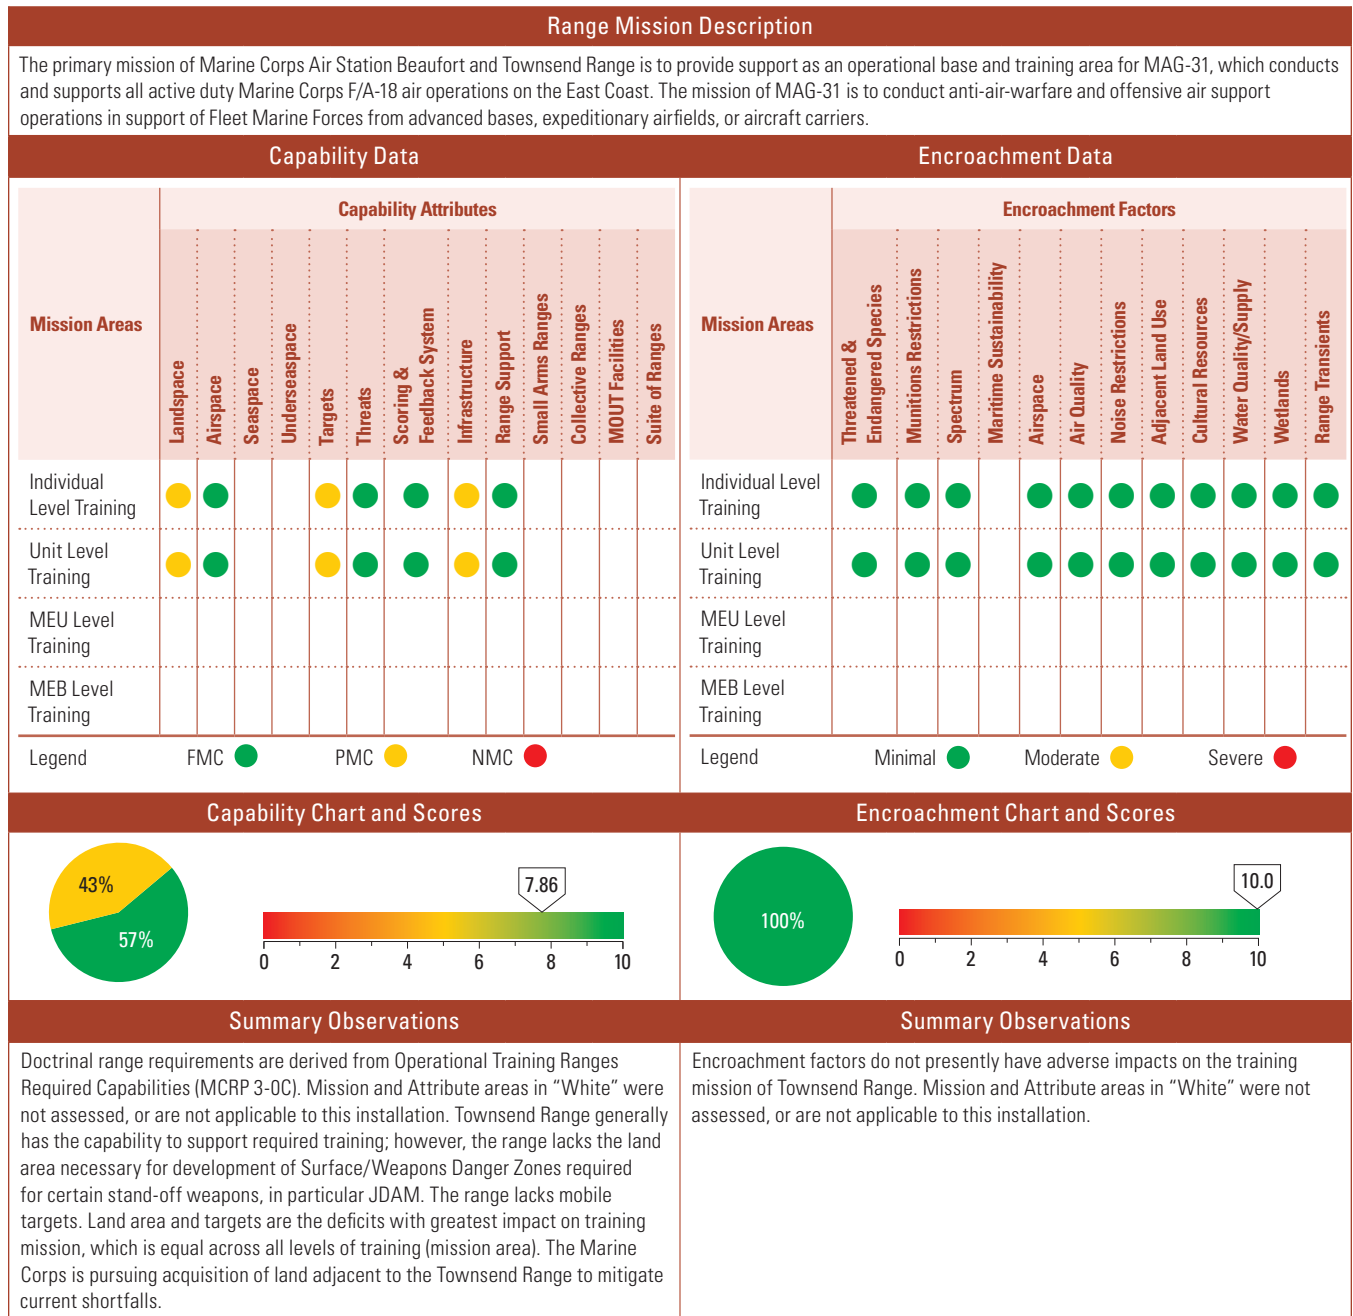 Range Mission Description
The primary mission of Marine Corps Air Station Beaufort and Townsend Range is to provide support as an operational base and training area for MAG-31, which conducts
and supports all active duty Marine Corps F/A-18 air operations on the East Coast. The mission of MAG-31 is to conduct anti-air-warfare and offensive air support
operations in support of Fleet Marine Forces from advanced bases, expeditionary airfields, or aircraft carriers.
Capability Data
Mission Areas
Capability Attributes
Landspace
Airspace
Seaspace
Underseaspace
Targets
Threats
Scoring &
Feedback System
Infrastructure
Range Support
Small Arms Ranges
Collective Ranges
MOUT Facilities
Suite of Ranges
Individual
Level Training
Unit Level
Training
MEU Level
Training
MEB Level
Training
Legend
FMC
PMC
NMC
Encroachment Data
Mission Areas
Encroachment Factors
Threatened &
Endangered Species
Munitions Restrictions
Spectrum
Maritime Sustainability
Airspace
Air Quality
Noise Restrictions
Adjacent Land Use
Cultural Resources
Water Quality/Supply
Wetlands
Range Transients
Individual Level
Training
Unit Level
Training
MEU Level
Training
MEB Level
Training
Legend
Minimal
Moderate
Severe
Capability Chart and Scores
43%
57%
7.86
0 2 4 6 8 10
Encroachment Chart and Scores
100%
10.0
0 2 4 6 8 10
Summary Observations
Doctrinal range requirements are derived from Operational Training Ranges
Required Capabilities (MCRP 3-0C). Mission and Attribute areas in “White” were
not assessed, or are not applicable to this installation. Townsend Range generally
has the capability to support required training; however, the range lacks the land
area necessary for development of Surface/Weapons Danger Zones required
for certain stand-off weapons, in particular JDAM. The range lacks mobile
targets. Land area and targets are the deficits with greatest impact on training
mission, which is equal across all levels of training (mission area). The Marine
Corps is pursuing acquisition of land adjacent to the Townsend Range to mitigate
current shortfalls.
Summary Observations
Encroachment factors do not presently have adverse impacts on the training
mission of Townsend Range. Mission and Attribute areas in “White” were not
assessed, or are not applicable to this installation.